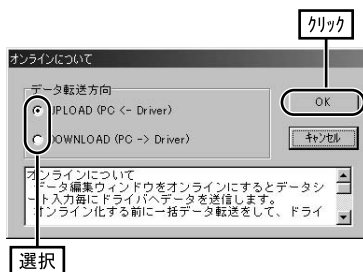 クリック
オンラインについて
データ転送方向
UPLOAD (PC <- Driver)
DOWNLOAD (PC -> Driver)
OK
キャンセル
オンラインについて
データ編集ウィンドウをオンラインにするとデータシ
ート入力毎にドライバへデータを送信します。
オンライン化する前に一括データ転送をして、ドライ
選択